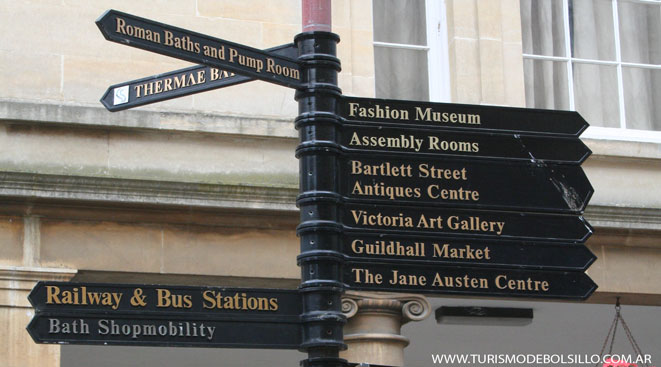 Roman Baths and Pump Room
THERMAE
Fashion Museum
Assembly Rooms
Bartlett Street
Antiques Centre
Victoria Art Gallery
Guildhall Market
The Jane Austen Centre
Railway & Bus Stations
Bath Shopmobility
WWW.TURISMODEBOLSILLO.COM.AR